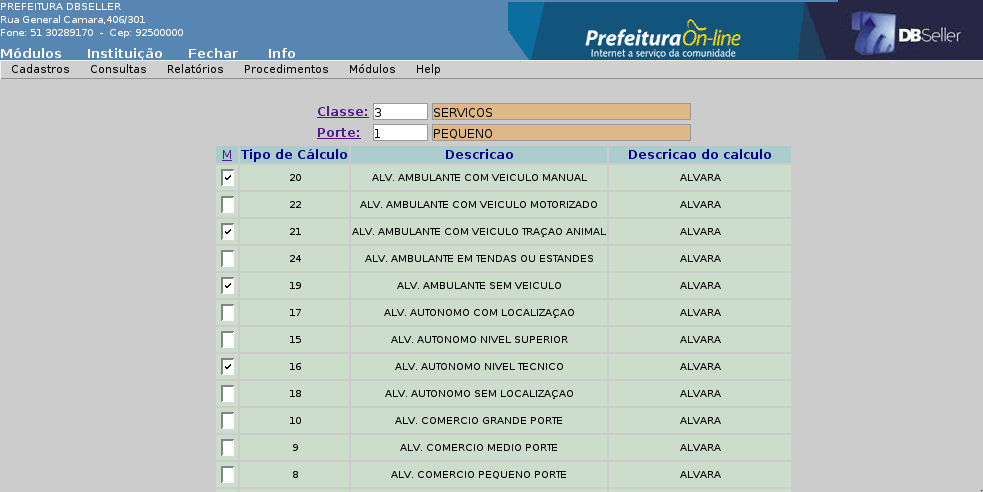 PREFEITURA DBSELLER
Rua General Camara,406/301
Fone: 51 30289170 - Cep: 92500000
Módulos Instituição Fechar Info
Prefeitura On-line
Internet a serviço da comunidade
DBSeller
Cadastros Consultas Relatórios Procedimentos Módulos Help
Classe: 3 SERVIÇOS
Porte: 1 PEQUENO
M Tipo de Cálculo Descricao Descricao do calculo
20 ALV. AMBULANTE COM VEICULO MANUAL ALVARA
22 ALV. AMBULANTE COM VEICULO MOTORIZADO ALVARA
21 ALV. AMBULANTE COM VEICULO TRAÇAO ANIMAL ALVARA
24 ALV. AMBULANTE EM TENDAS OU ESTANDES ALVARA
19 ALV. AMBULANTE SEM VEICULO ALVARA
17 ALV. AUTONOMO COM LOCALIZAÇAO ALVARA
15 ALV. AUTONOMO NIVEL SUPERIOR ALVARA
16 ALV. AUTONOMO NIVEL TECNICO ALVARA
18 ALV. AUTONOMO SEM LOCALIZAÇAO ALVARA
10 ALV. COMERCIO GRANDE PORTE ALVARA
9 ALV. COMERCIO MEDIO PORTE ALVARA
8 ALV. COMERCIO PEQUENO PORTE ALVARA